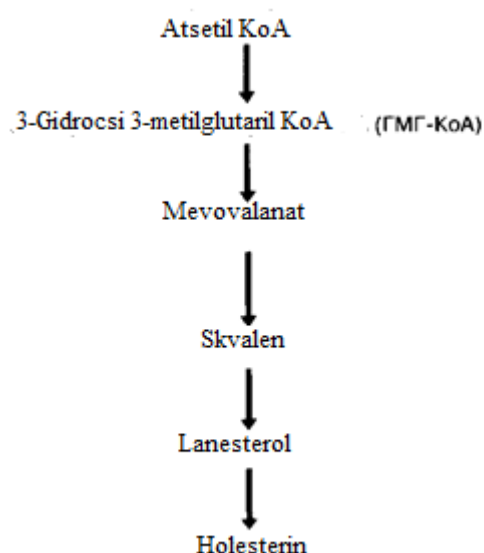 Atsetil KoA
3-Gidrocsi 3-metilglutaril KoA (ГМГ-КоА)
Mevovalanat
Skvalen
Lanesterol
Holesterin